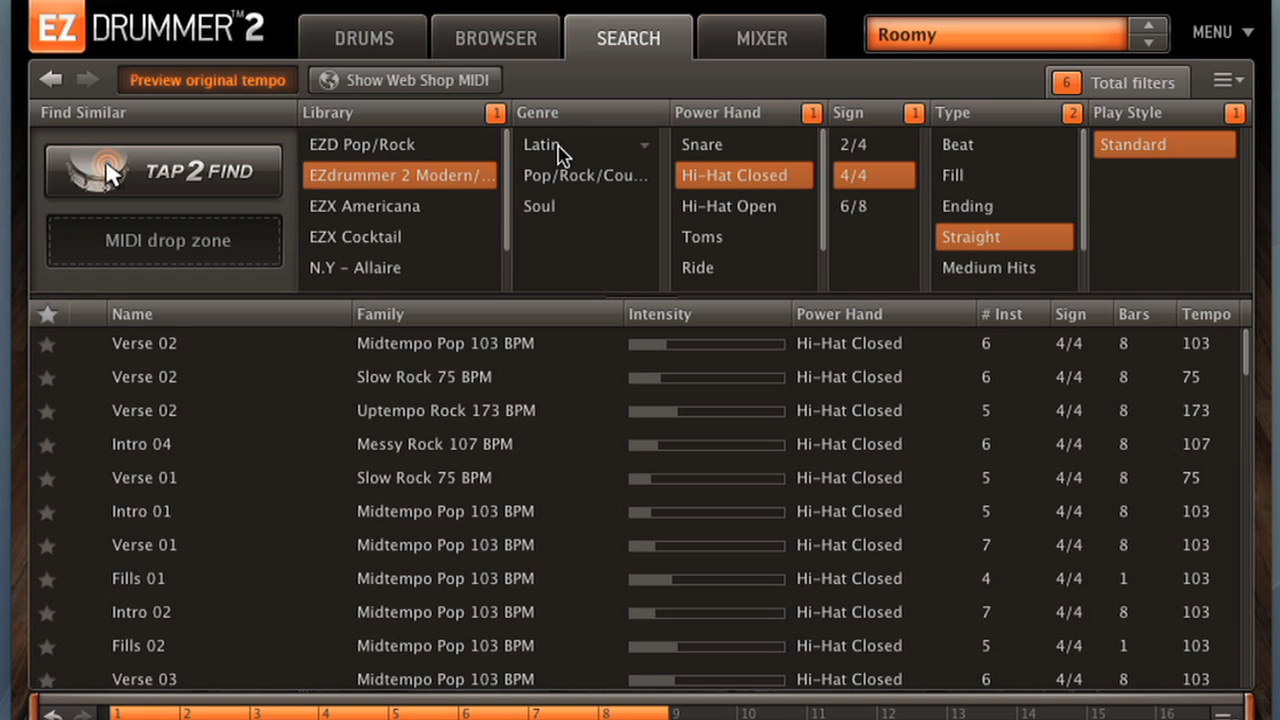 EZ DRUMMER™2
DRUMS BROWSER SEARCH MIXER
Roomy
MENU
Preview original tempo
Show Web Shop MIDI
6 Total filters
Find Similar Library 1 Genre Power Hand 1 Sign 1 Type 2 Play Style 1
TAP2FIND
MIDI drop zone
EZD Pop/Rock
EZdrummer 2 Modern/...
EZX Americana
EZX Cocktail
N.Y - Allaire
Latin
Pop/Rock/Cou...
Soul
Snare
Hi-Hat Closed
Hi-Hat Open
Toms
Ride
2/4
4/4
6/8
Beat
Fill
Ending
Straight
Medium Hits
Standard
Name Family Intensity Power Hand # Inst Sign Bars Tempo
Verse 02 Midtempo Pop 103 BPM Hi-Hat Closed 6 4/4 8 103
Verse 02 Slow Rock 75 BPM Hi-Hat Closed 6 4/4 8 75
Verse 02 Uptempo Rock 173 BPM Hi-Hat Closed 5 4/4 8 173
Intro 04 Messy Rock 107 BPM Hi-Hat Closed 6 4/4 8 107
Verse 01 Slow Rock 75 BPM Hi-Hat Closed 5 4/4 8 75
Intro 01 Midtempo Pop 103 BPM Hi-Hat Closed 5 4/4 8 103
Verse 01 Midtempo Pop 103 BPM Hi-Hat Closed 7 4/4 8 103
Fills 01 Midtempo Pop 103 BPM Hi-Hat Closed 4 4/4 1 103
Intro 02 Midtempo Pop 103 BPM Hi-Hat Closed 7 4/4 8 103
Fills 02 Midtempo Pop 103 BPM Hi-Hat Closed 5 4/4 1 103
Verse 03 Midtempo Pop 103 BPM Hi-Hat Closed 6 4/4 8 103
1 2 3 4 5 6 7 8 9 10 11 12 13 14 15 16